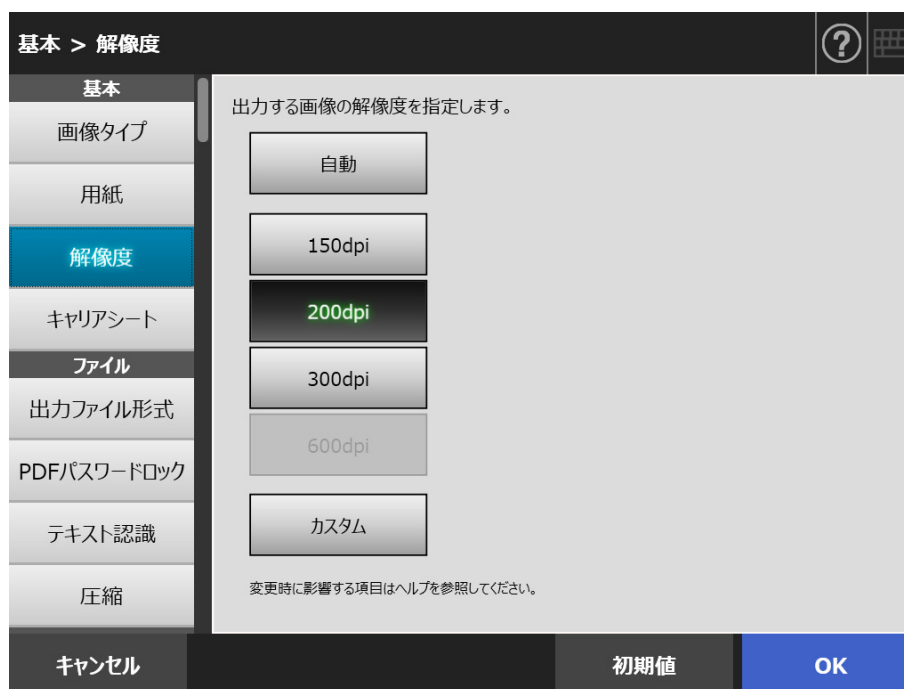 基本 > 解像度
?
基本
画像タイプ
用紙
解像度
キャリアシート
ファイル
出力ファイル形式
PDFパスワードロック
テキスト認識
圧縮
出力する画像の解像度を指定します。
自動
150dpi
200dpi
300dpi
600dpi
カスタム
変更時に影響する項目はヘルプを参照してください。
キャンセル
初期値
OK